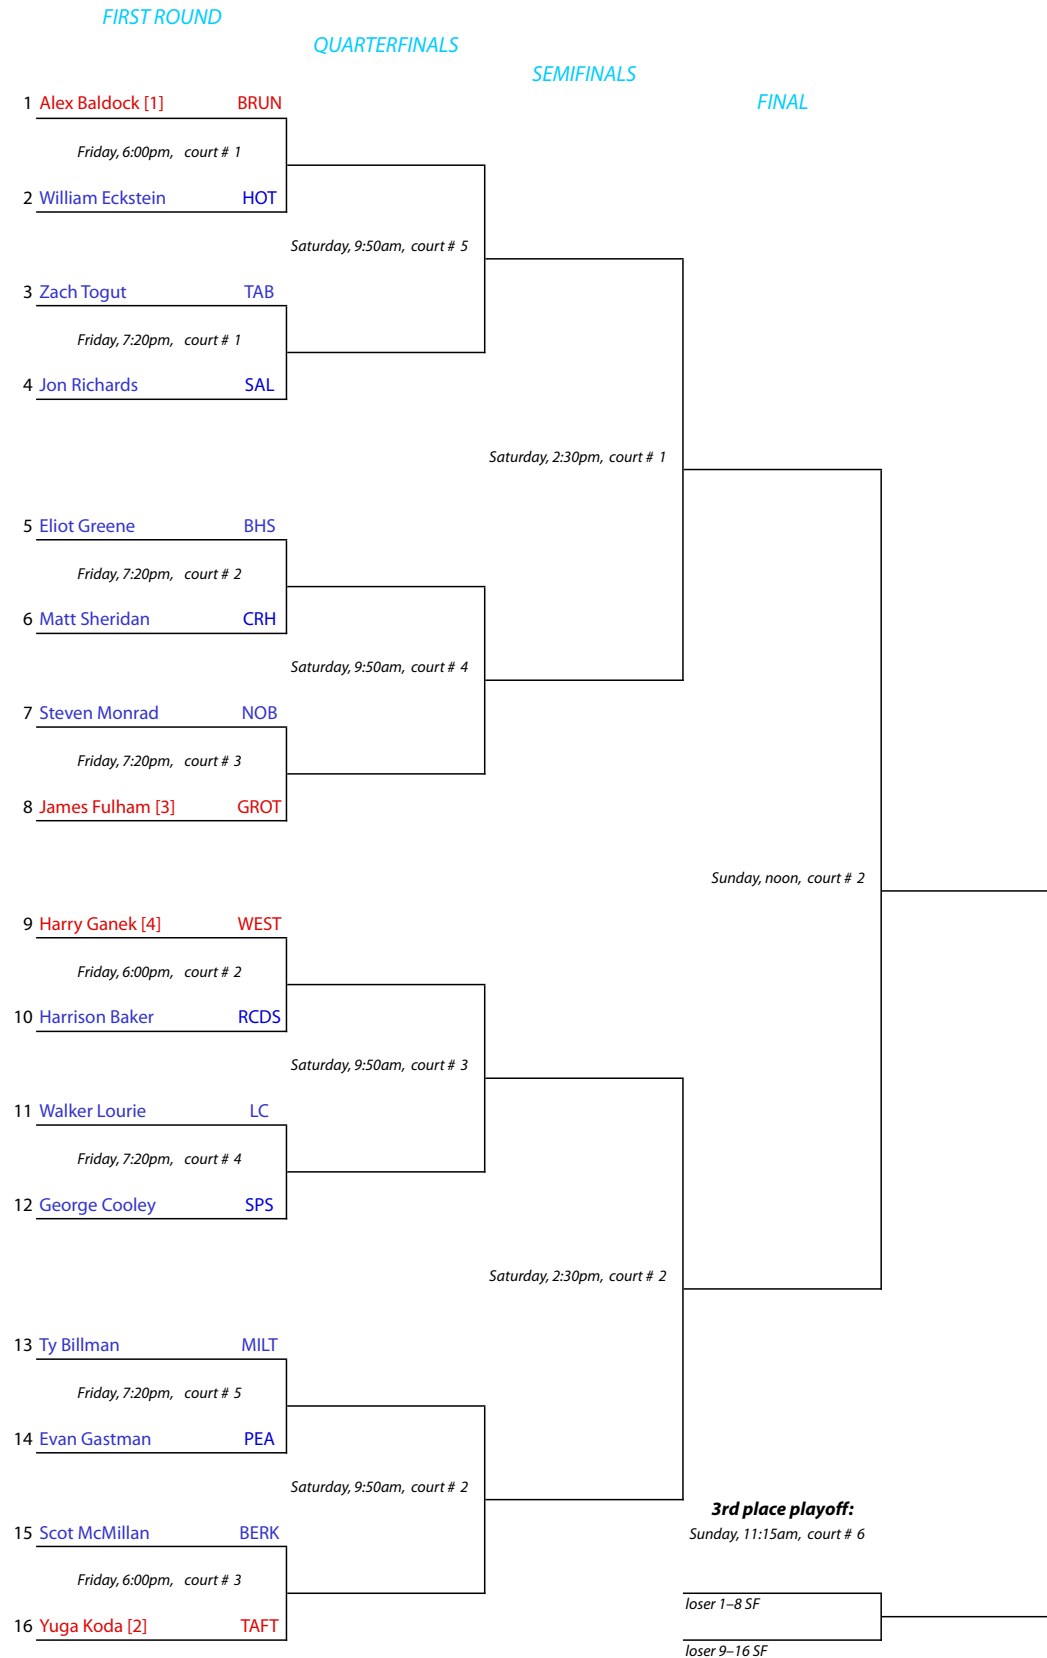 FIRST ROUND
QUARTERFINALS
SEMIFINALS
FINAL
1 Alex Baldock [1] BRUN
Friday, 6:00pm, court # 1
2 William Eckstein HOT
Saturday, 9:50am, court # 5
3 Zach Togut TAB
Friday, 7:20pm, court # 1
4 Jon Richards SAL
Saturday, 2:30pm, court # 1
5 Eliot Greene BHS
Friday, 7:20pm, court # 2
6 Matt Sheridan CRH
Saturday, 9:50am, court # 4
7 Steven Monrad NOB
Friday, 7:20pm, court # 3
8 James Fulham [3] GROT
Sunday, noon, court # 2
9 Harry Ganek [4] WEST
Friday, 6:00pm, court # 2
10 Harrison Baker RCDS
Saturday, 9:50am, court # 3
11 Walker Lourie LC
Friday, 7:20pm, court # 4
12 George Cooley SPS
Saturday, 2:30pm, court # 2
13 Ty Billman MILT
Friday, 7:20pm, court # 5
14 Evan Gastman PEA
Saturday, 9:50am, court # 2
3rd place playoff:
15 Scot McMillan BERK
Sunday, 11:15am, court # 6
Friday, 6:00pm, court # 3
loser 1–8 SF
16 Yuga Koda [2] TAFT
loser 9–16 SF